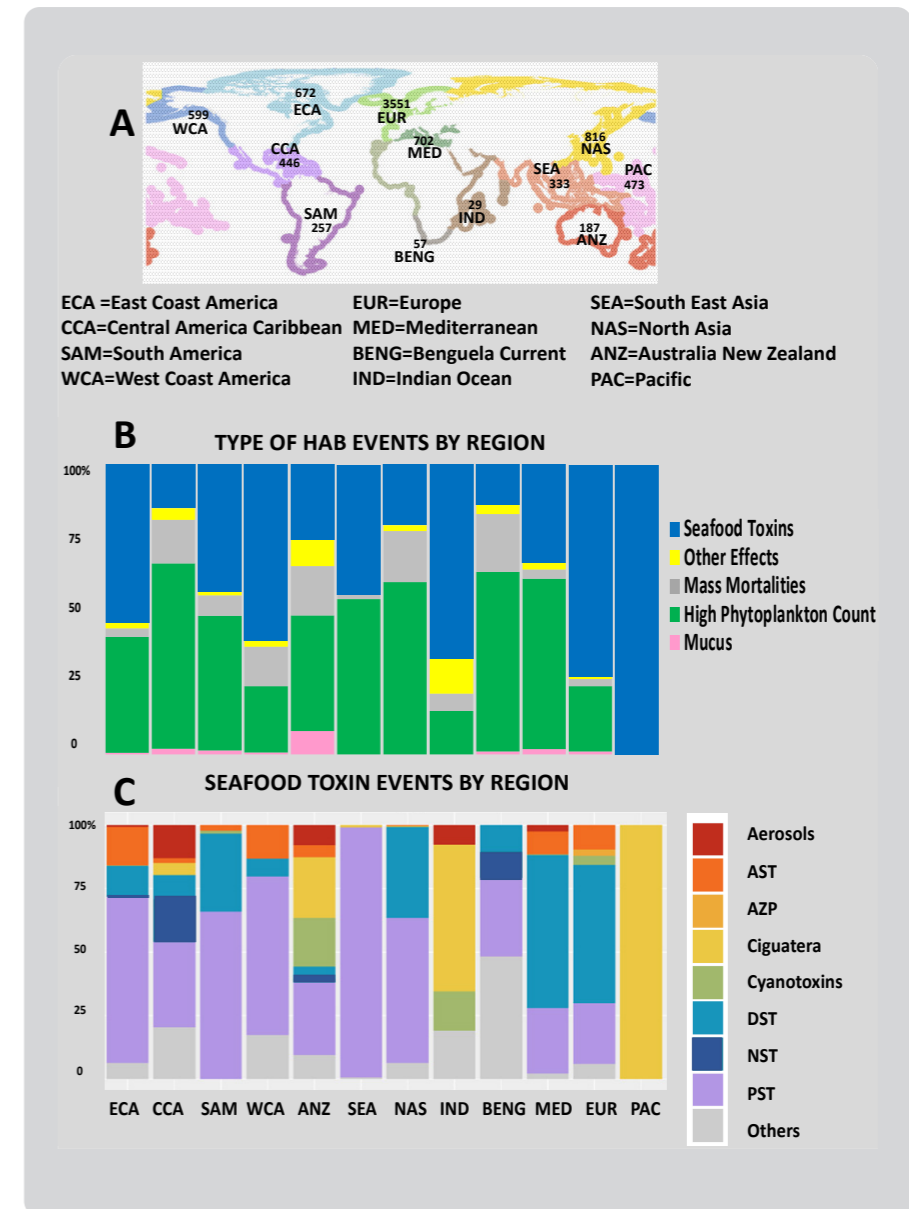 A
672
ECA
599
WCA
3551
EUR
702
MED
816
NAS
CCA
446
SEA
333
PAC
473
SAM
257
29
IND
187
ANZ
57
BENG
ECA =East Coast America EUR=Europe SEA=South East Asia
CCA=Central America Caribbean MED=Mediterranean NAS=North Asia
SAM=South America BENG=Benguela Current ANZ=Australia New Zealand
WCA=West Coast America IND=Indian Ocean PAC=Pacific
B
TYPE OF HAB EVENTS BY REGION
100%
75
50
25
0
Seafood Toxins
Other Effects
Mass Mortalities
High Phytoplankton Count
Mucus
C
SEAFOOD TOXIN EVENTS BY REGION
100%
75
50
25
0
ECA CCA SAM WCA ANZ SEA NAS IND BENG MED EUR PAC
Aerosols
AST
AZP
Ciguatera
Cyanotoxins
DST
NST
PST
Others